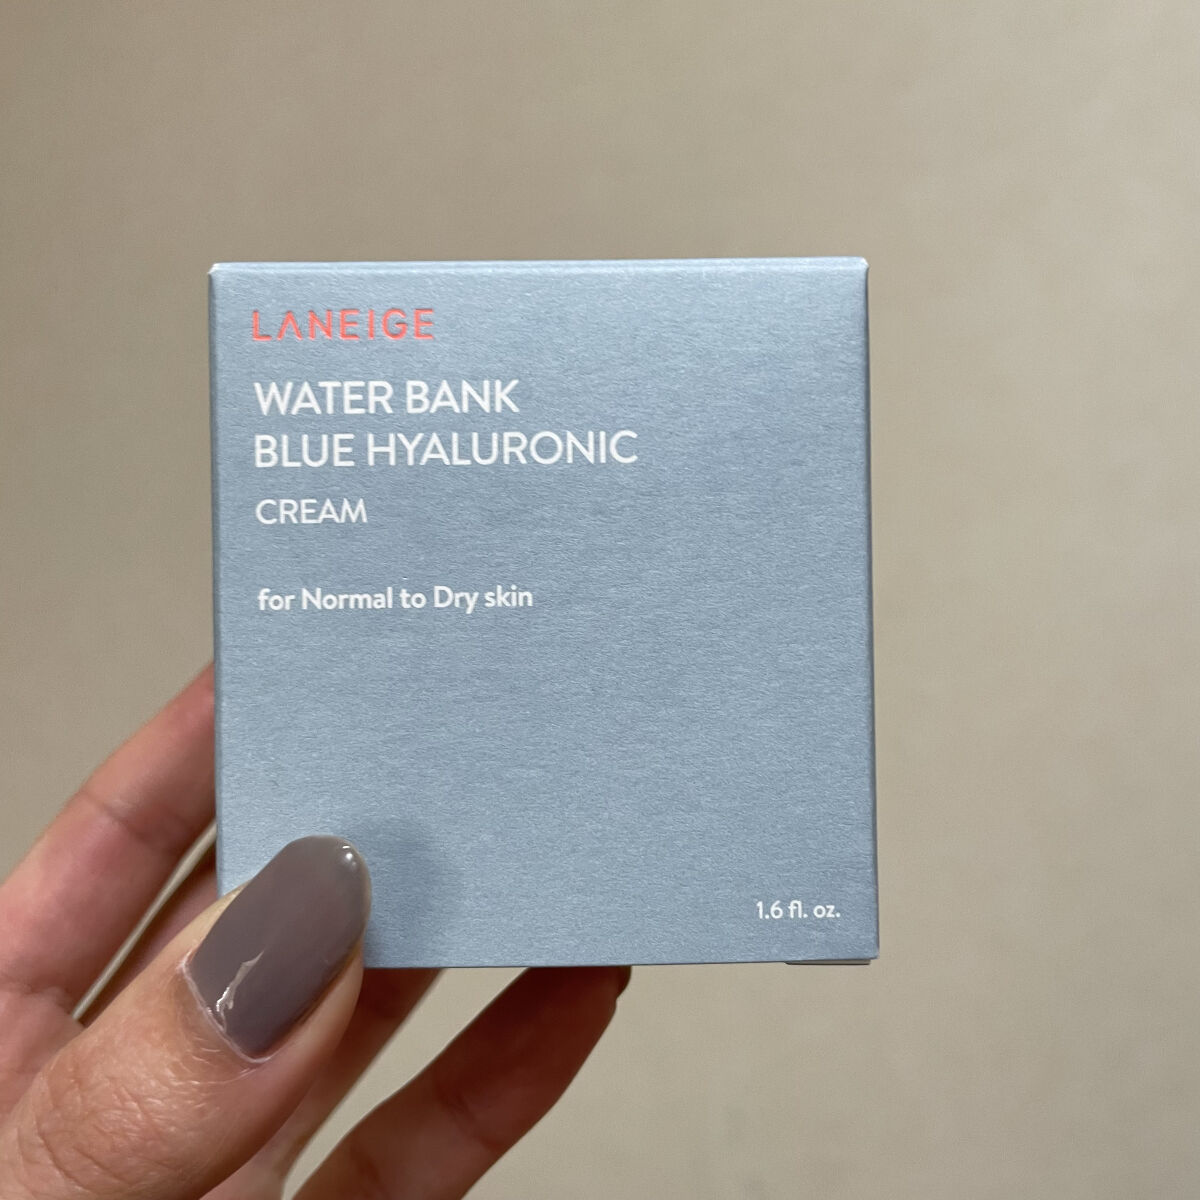 LANEIGE
WATER BANK
BLUE HYALURONIC
CREAM
for Normal to Dry skin
1.6 fl. oz.